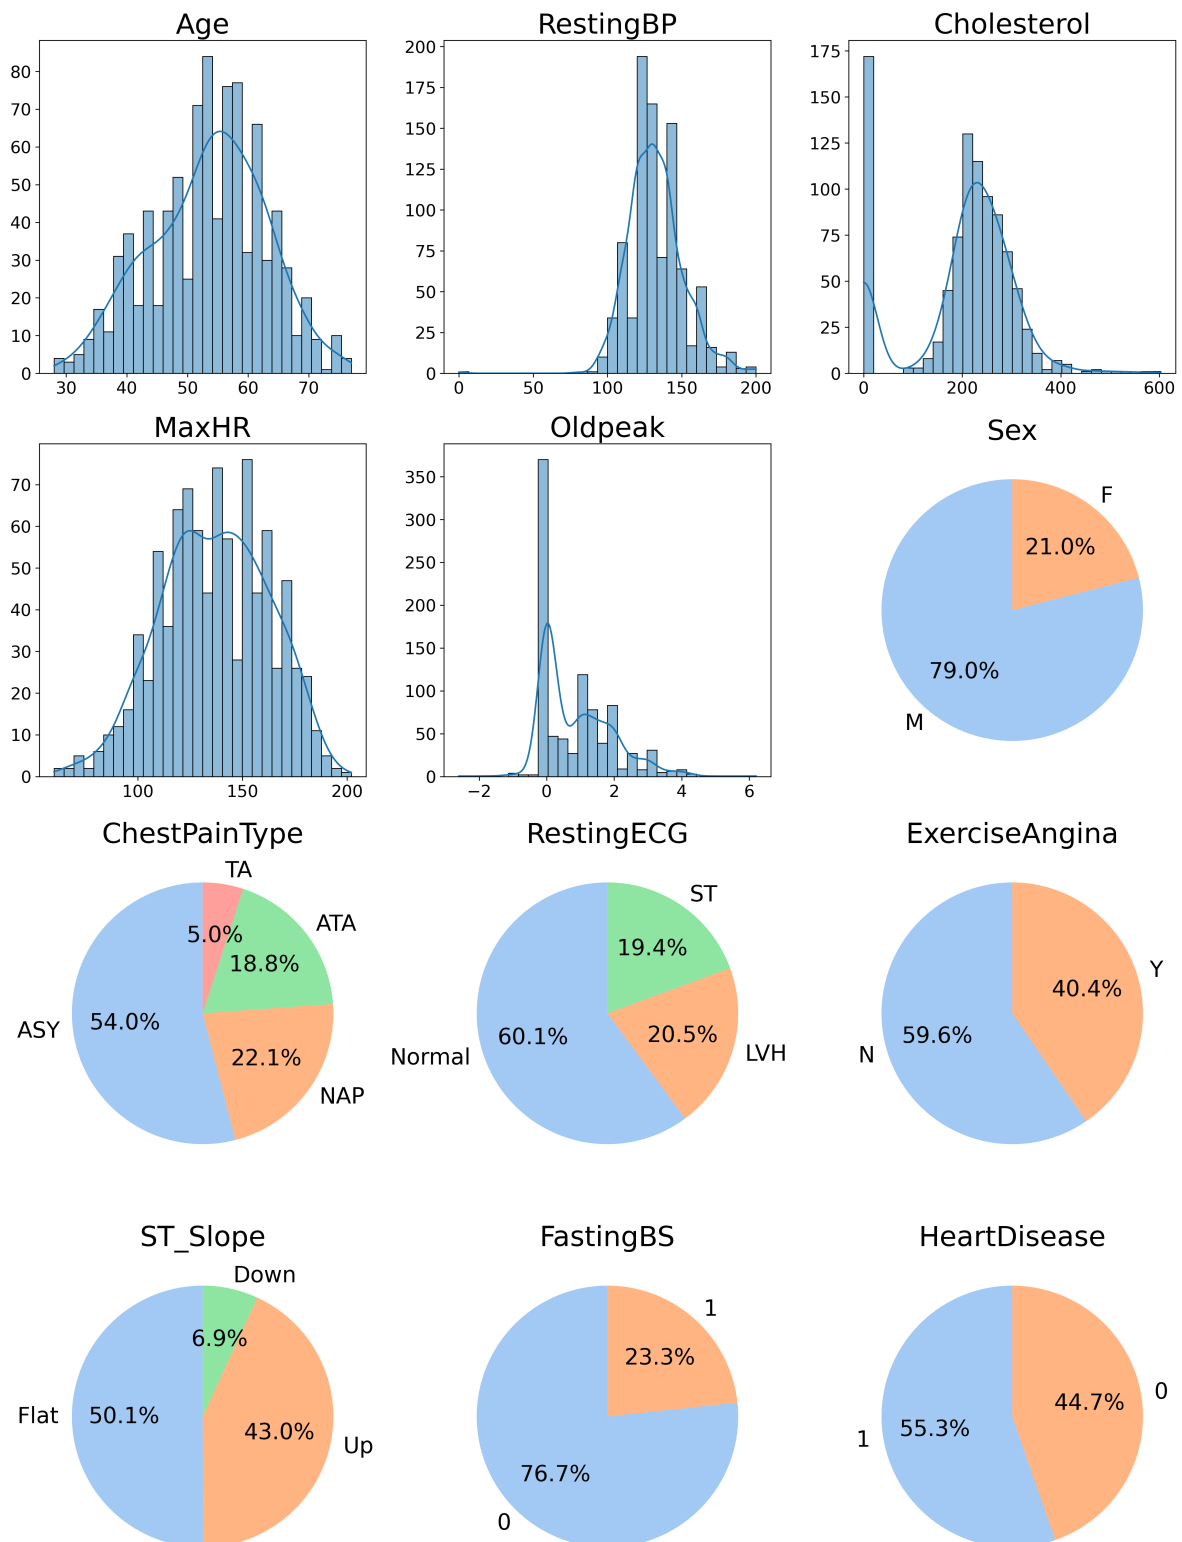 Age
80
70
60
50
40
30
20
10
0
30 40 50 60 70
RestingBP
200
175
150
125
100
75
50
25
0
0 50 100 150 200
Cholesterol
175
150
125
100
75
50
25
0
0 200 400 600
MaxHR
70
60
50
40
30
20
10
0
100 150 200
Oldpeak
350
300
250
200
150
100
50
0
−2 0 2 4 6
Sex
F
21.0%
79.0%
M
ChestPainType
TA
5.0%
ATA
18.8%
ASY
54.0%
22.1%
NAP
RestingECG
ST
19.4%
60.1%
20.5%
Normal
LVH
ExerciseAngina
Y
40.4%
59.6%
N
ST_Slope
Down
6.9%
Flat
50.1%
43.0%
Up
FastingBS
1
23.3%
76.7%
0
HeartDisease
0
44.7%
55.3%
1